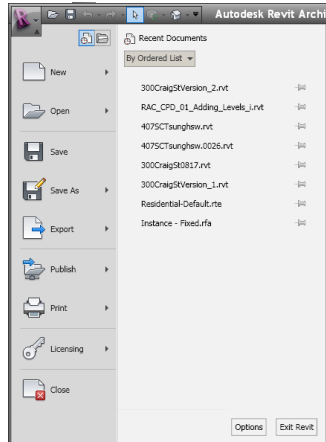 Autodesk Revit Archi
Recent Documents
By Ordered List
New
Open
Save
Save As
Export
Publish
Print
Licensing
Close
300CraigStVersion_2.rvt
RAC_CPD_01_Adding_Levels_i.rvt
407SCTsunghsw.rvt
407SCTsunghsw.0026.rvt
300CraigSt0817.rvt
300CraigStVersion_1.rvt
Residential-Default.rte
Instance - Fixed.rfa
Options
Exit Revit